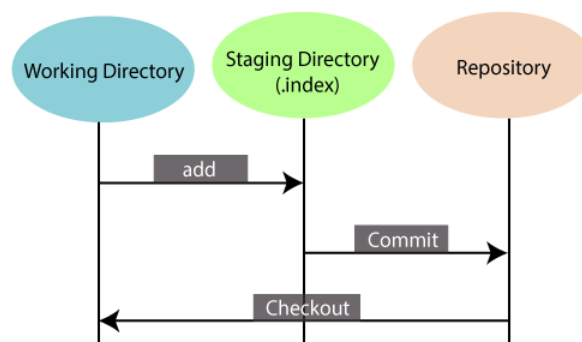 Working Directory
Staging Directory
(.index)
Repository
add
Commit
Checkout